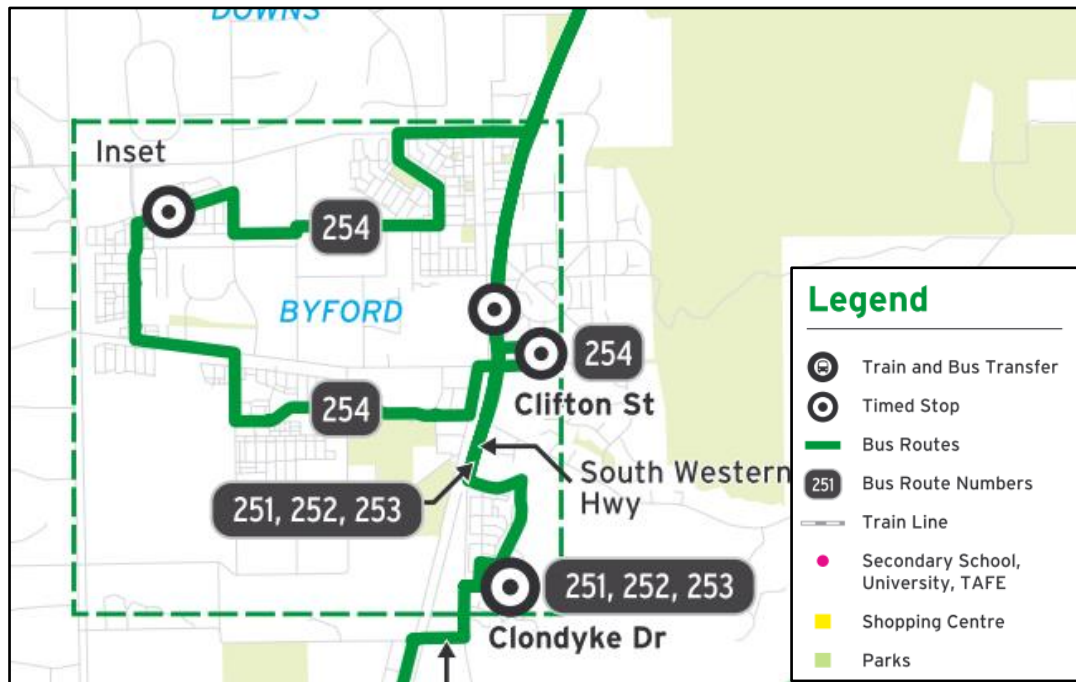 DOWNS
Inset
254
BYFORD
254
Clifton St
254
South Western
Hwy
251, 252, 253
251, 252, 253
Clondyke Dr
Legend
Train and Bus Transfer
Timed Stop
Bus Routes
251
Bus Route Numbers
Train Line
Secondary School,
University, TAFE
Shopping Centre
Parks